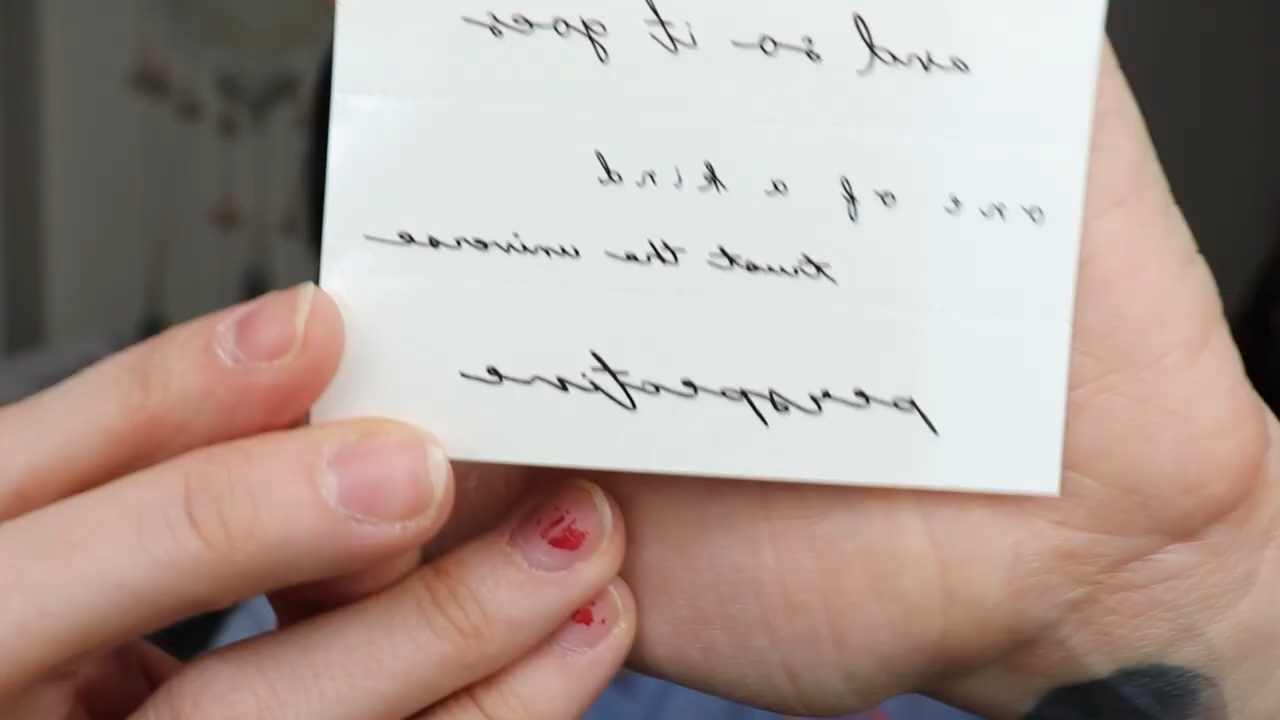 and so it goes
one of a kind
trust the universe
perspective